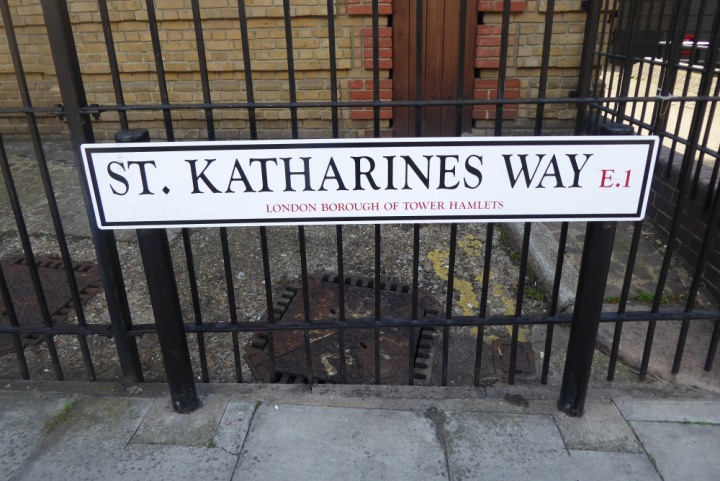 ST. KATHARINES WAY E.1
LONDON BOROUGH OF TOWER HAMLETS